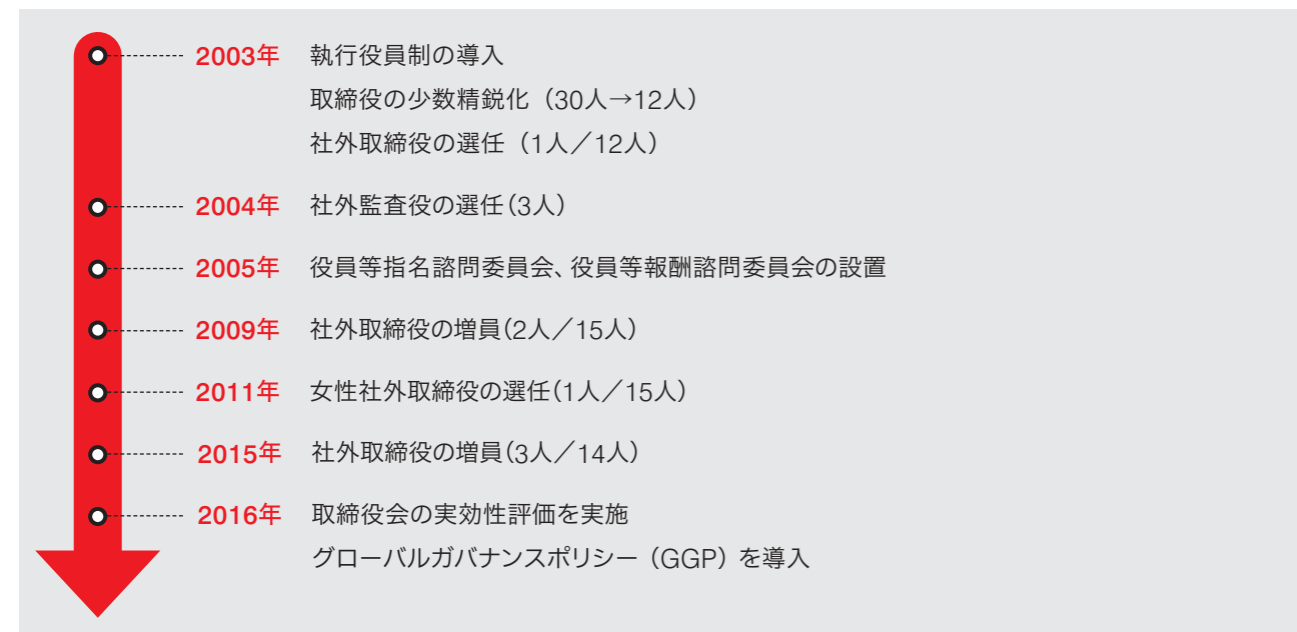 2003年 執行役員制の導入
取締役の少数精鋭化（30人→12人）
社外取締役の選任（1人／12人）
2004年 社外監査役の選任（3人）
2005年 役員等指名諮問委員会、役員等報酬諮問委員会の設置
2009年 社外取締役の増員（2人／15人）
2011年 女性社外取締役の選任（1人／15人）
2015年 社外取締役の増員（3人／14人）
2016年 取締役会の実効性評価を実施
グローバルガバナンスポリシー（GGP）を導入